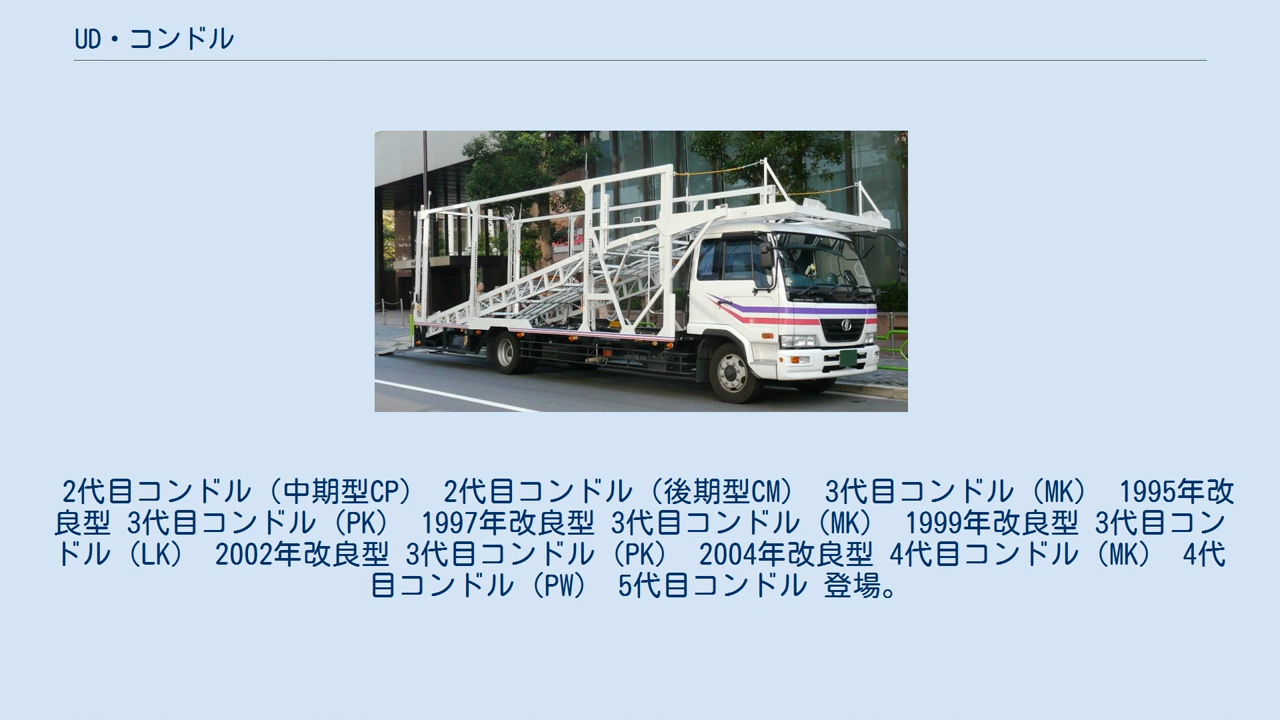 UD・コンドル
2代目コンドル（中期型CP） 2代目コンドル（後期型CM） 3代目コンドル（MK） 1995年改
良型 3代目コンドル（PK） 1997年改良型 3代目コンドル（MK） 1999年改良型 3代目コン
ドル（LK） 2002年改良型 3代目コンドル（PK） 2004年改良型 4代目コンドル（MK） 4代
目コンドル（PW） 5代目コンドル 登場。